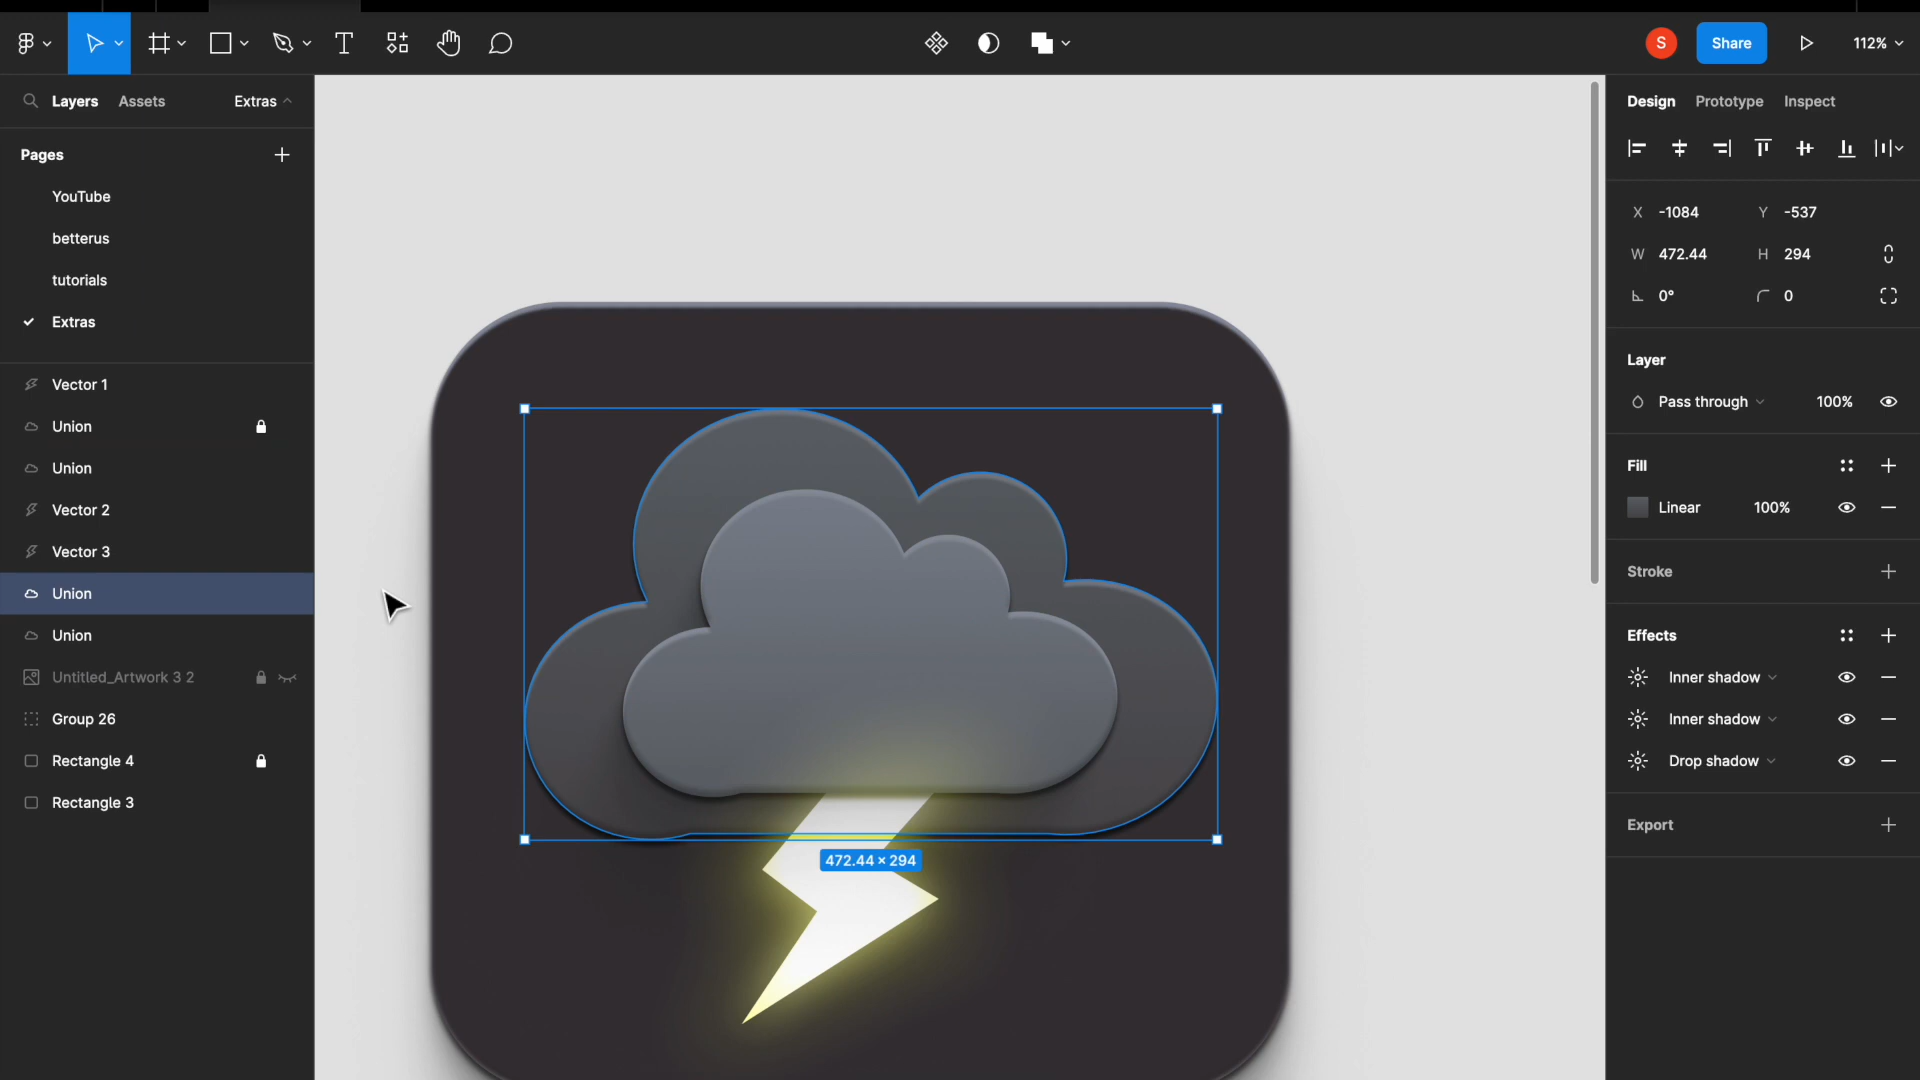 S
Share
112%
Layers
Assets
Extras
Pages
YouTube
betterus
tutorials
Extras
Vector 1
Union
Union
Vector 2
Vector 3
Union
Union
Untitled_Artwork 3 2
Group 26
Rectangle 4
Rectangle 3
472.44 × 294
Design
Prototype
Inspect
X -1084
Y -537
W 472.44
H 294
0°
0
Layer
Pass through
100%
Fill
Linear
100%
Stroke
Effects
Inner shadow
Inner shadow
Drop shadow
Export